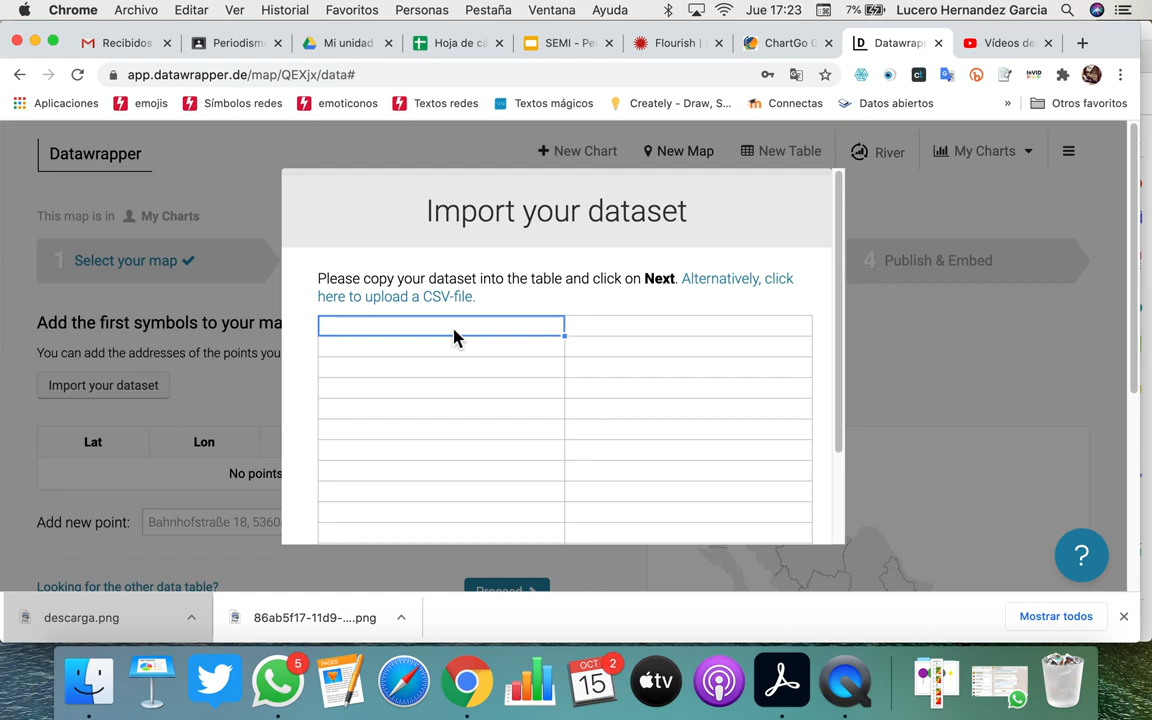 Chrome Archivo Editar Ver Historial Favoritos Personas Pestaña Ventana Ayuda Jue 17:23 7% Lucero Hernandez Garcia
Recibidos Periodism Mi unidad Hoja de cá SEMI - Pe Flourish | ChartGo Datawrap Vídeos de
app.datawrapper.de/map/QEXjx/data#
Aplicaciones emojis Símbolos redes emoticonos Textos redes Textos mágicos Creately - Draw, S... Connectas Datos abiertos » Otros favoritos
Datawrapper New Chart New Map New Table River My Charts
This map is in My Charts
1 Select your map 4 Publish & Embed
Import your dataset
Please copy your dataset into the table and click on Next. Alternatively, click
here to upload a CSV-file.
Add the first symbols to your ma
You can add the addresses of the points you
Import your dataset
Lat Lon
No points
Add new point: Bahnhofstraße 18, 5360
Looking for the other data table? Proceed
?
descarga.png 86ab5f17-11d9-....png Mostrar todos
5 PAGES OCT 2 15 tv